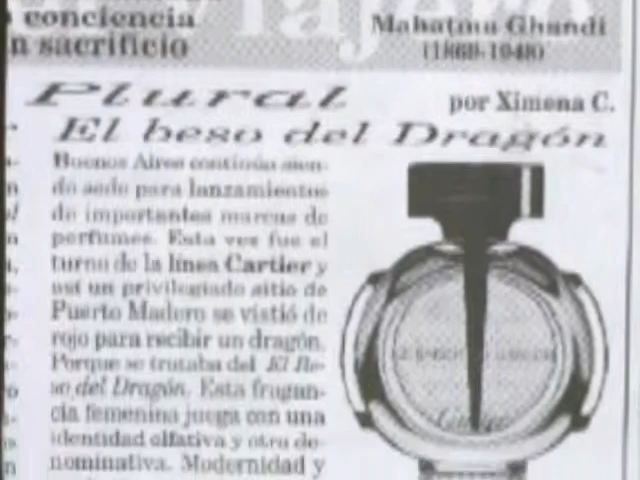 conciencia
n sacrificio
Mahatma Ghandi
(1869-1948)
Plural
por Ximena C.
El beso del Dragón
Buenos Aires continúa sien-
do sede para lanzamientos
de importantes marcas de
perfumes. Esta vez fue el
turno de la línea Cartier y
así un privilegiado sitio de
Puerto Madero se vistió de
rojo para recibir un dragón.
Porque se trataba del El Be-
so del Dragón. Esta fragan-
cia femenina juega con una
identidad olfativa y otra de-
nominativa. Modernidad y
Cartier